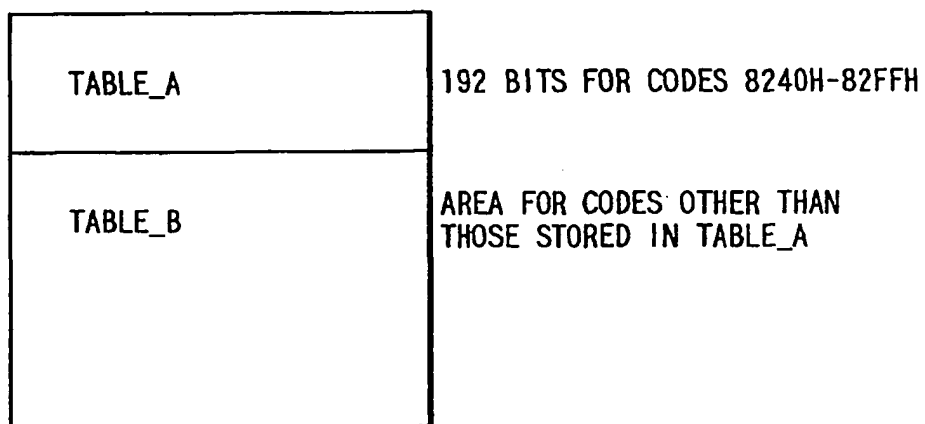 TABLE_A
192 BITS FOR CODES 8240H-82FFH
TABLE_B
AREA FOR CODES OTHER THAN
THOSE STORED IN TABLE_A